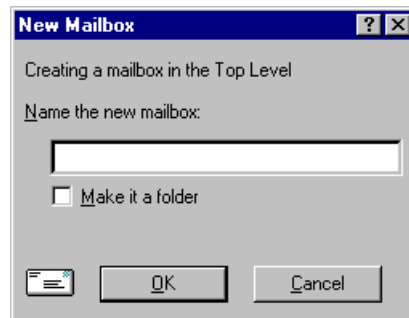 New Mailbox
Creating a mailbox in the Top Level
Name the new mailbox:
Make it a folder
OK
Cancel